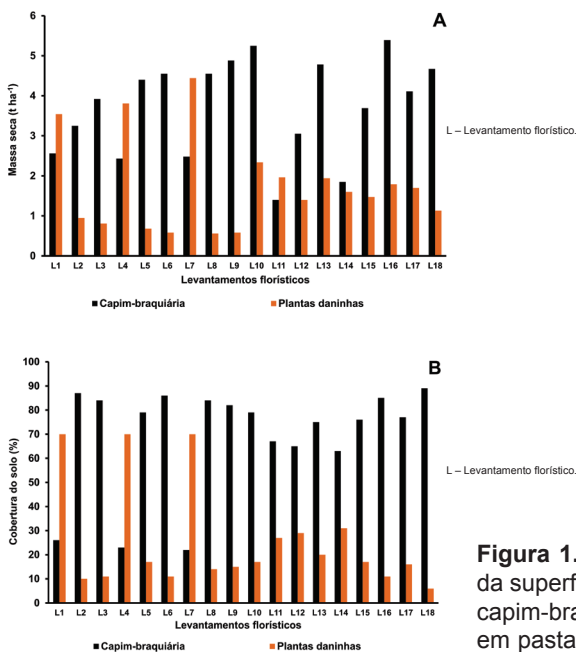 A
6
5
4
3
2
1
0
Massa seca (t ha-1)
L1 L2 L3 L4 L5 L6 L7 L8 L9 L10 L11 L12 L13 L14 L15 L16 L17 L18
Levantamentos florísticos
Capim-braquiária Plantas daninhas
L – Levantamento florístico.
B
100
90
80
70
60
50
40
30
20
10
0
Cobertura do solo (%)
L1 L2 L3 L4 L5 L6 L7 L8 L9 L10 L11 L12 L13 L14 L15 L16 L17 L18
Levantamentos florísticos
Capim-braquiária Plantas daninhas
L – Levantamento florístico.
Figura 1.
da superf
capim-bra
em pasta